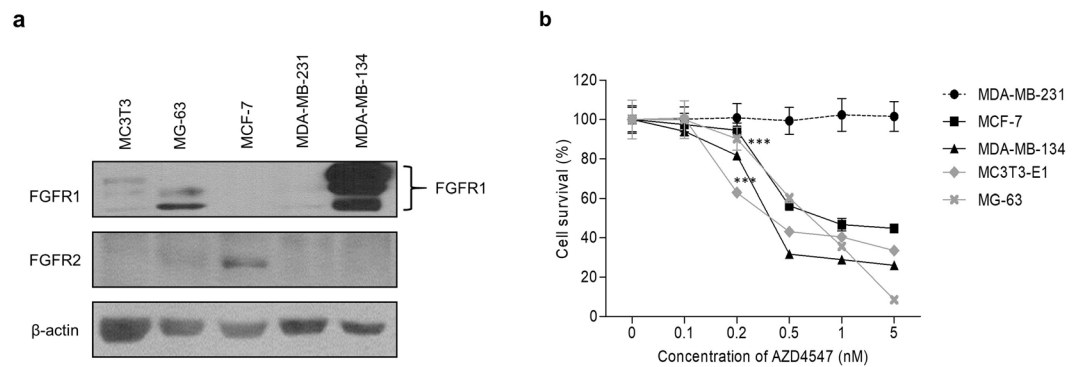 a
MC3T3
MG-63
MCF-7
MDA-MB-231
MDA-MB-134
FGFR1
FGFR1
FGFR2
β-actin
b
120
100
80
60
40
20
0
Cell survival (%)
***
***
0
0.1
0.2
0.5
1
5
Concentration of AZD4547 (nM)
MDA-MB-231
MCF-7
MDA-MB-134
MC3T3-E1
MG-63